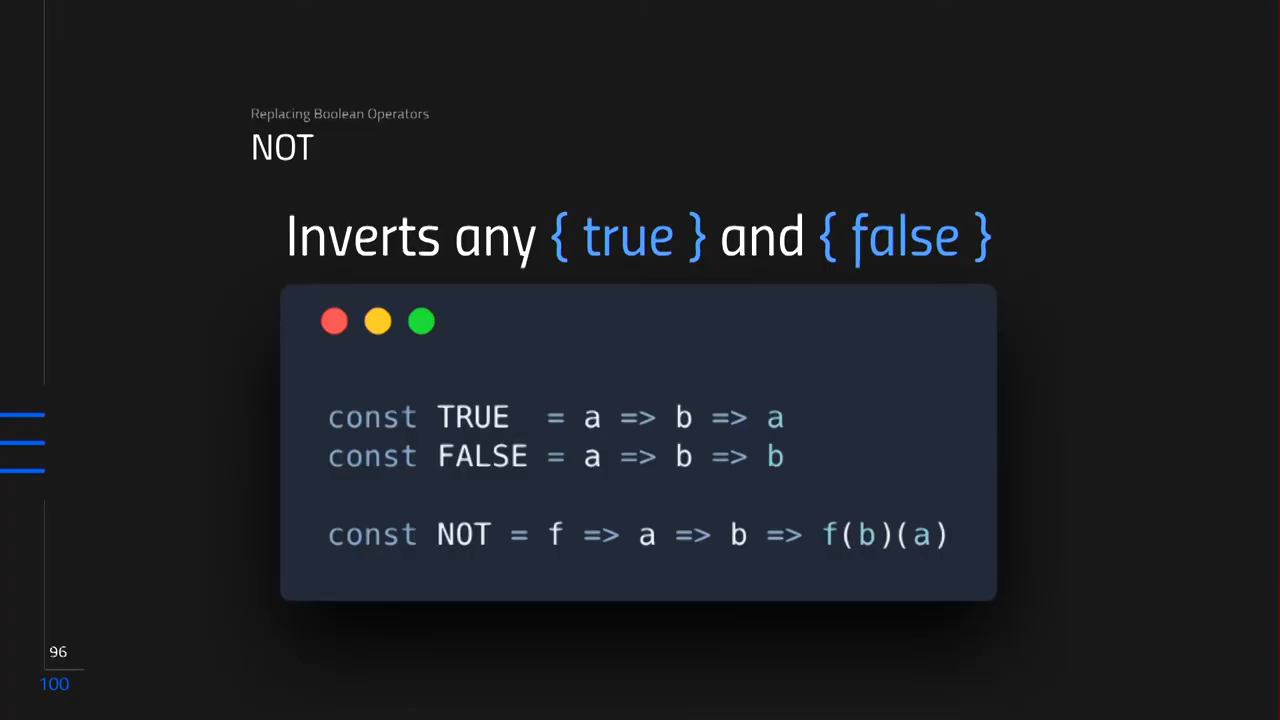 Replacing Boolean Operators
NOT
Inverts any { true } and { false }
const TRUE  = a => b => a
const FALSE = a => b => b
const NOT = f => a => b => f(b)(a)
96
100